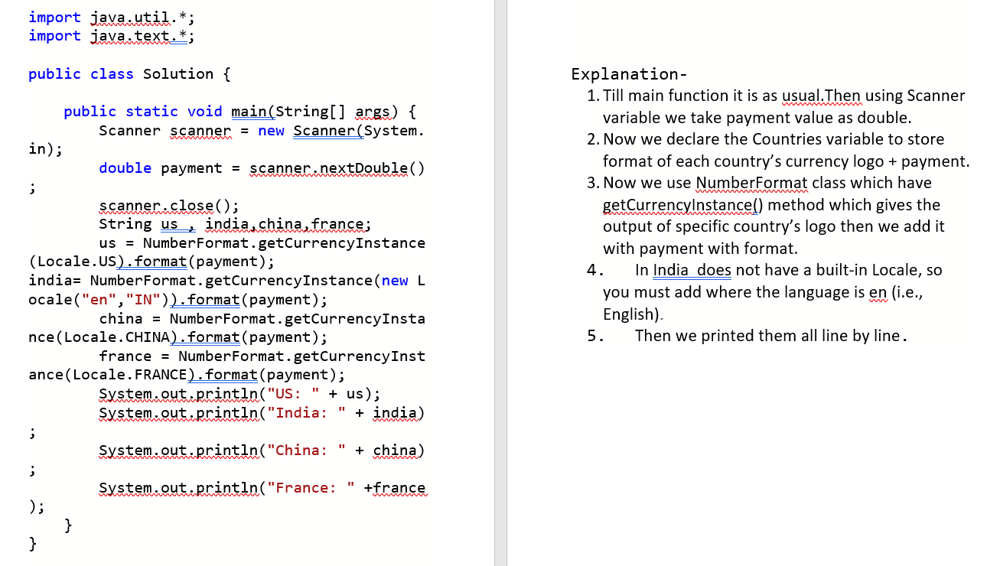 import java.util.*;
import java.text.*;
public class Solution {
public static void main(String[] args) {
Scanner scanner = new Scanner(System.
in);
double payment = scanner.nextDouble()
;
scanner.close();
String us , india,china,france;
us = NumberFormat.getCurrencyInstance
(Locale.US).format(payment);
india= NumberFormat.getCurrencyInstance(new L
ocale("en","IN")).format(payment);
china = NumberFormat.getCurrencyInsta
nce(Locale.CHINA).format(payment);
france = NumberFormat.getCurrencyInst
ance(Locale.FRANCE).format(payment);
System.out.println("US: " + us);
System.out.println("India: " + india)
;
System.out.println("China: " + china)
;
System.out.println("France: " +france
);
}
}
Explanation-
1. Till main function it is as usual.Then using Scanner
variable we take payment value as double.
2. Now we declare the Countries variable to store
format of each country's currency logo + payment.
3. Now we use NumberFormat class which have
getCurrencyInstance() method which gives the
output of specific country's logo then we add it
with payment with format.
4. In India does not have a built-in Locale, so
you must add where the language is en (i.e.,
English).
5. Then we printed them all line by line.